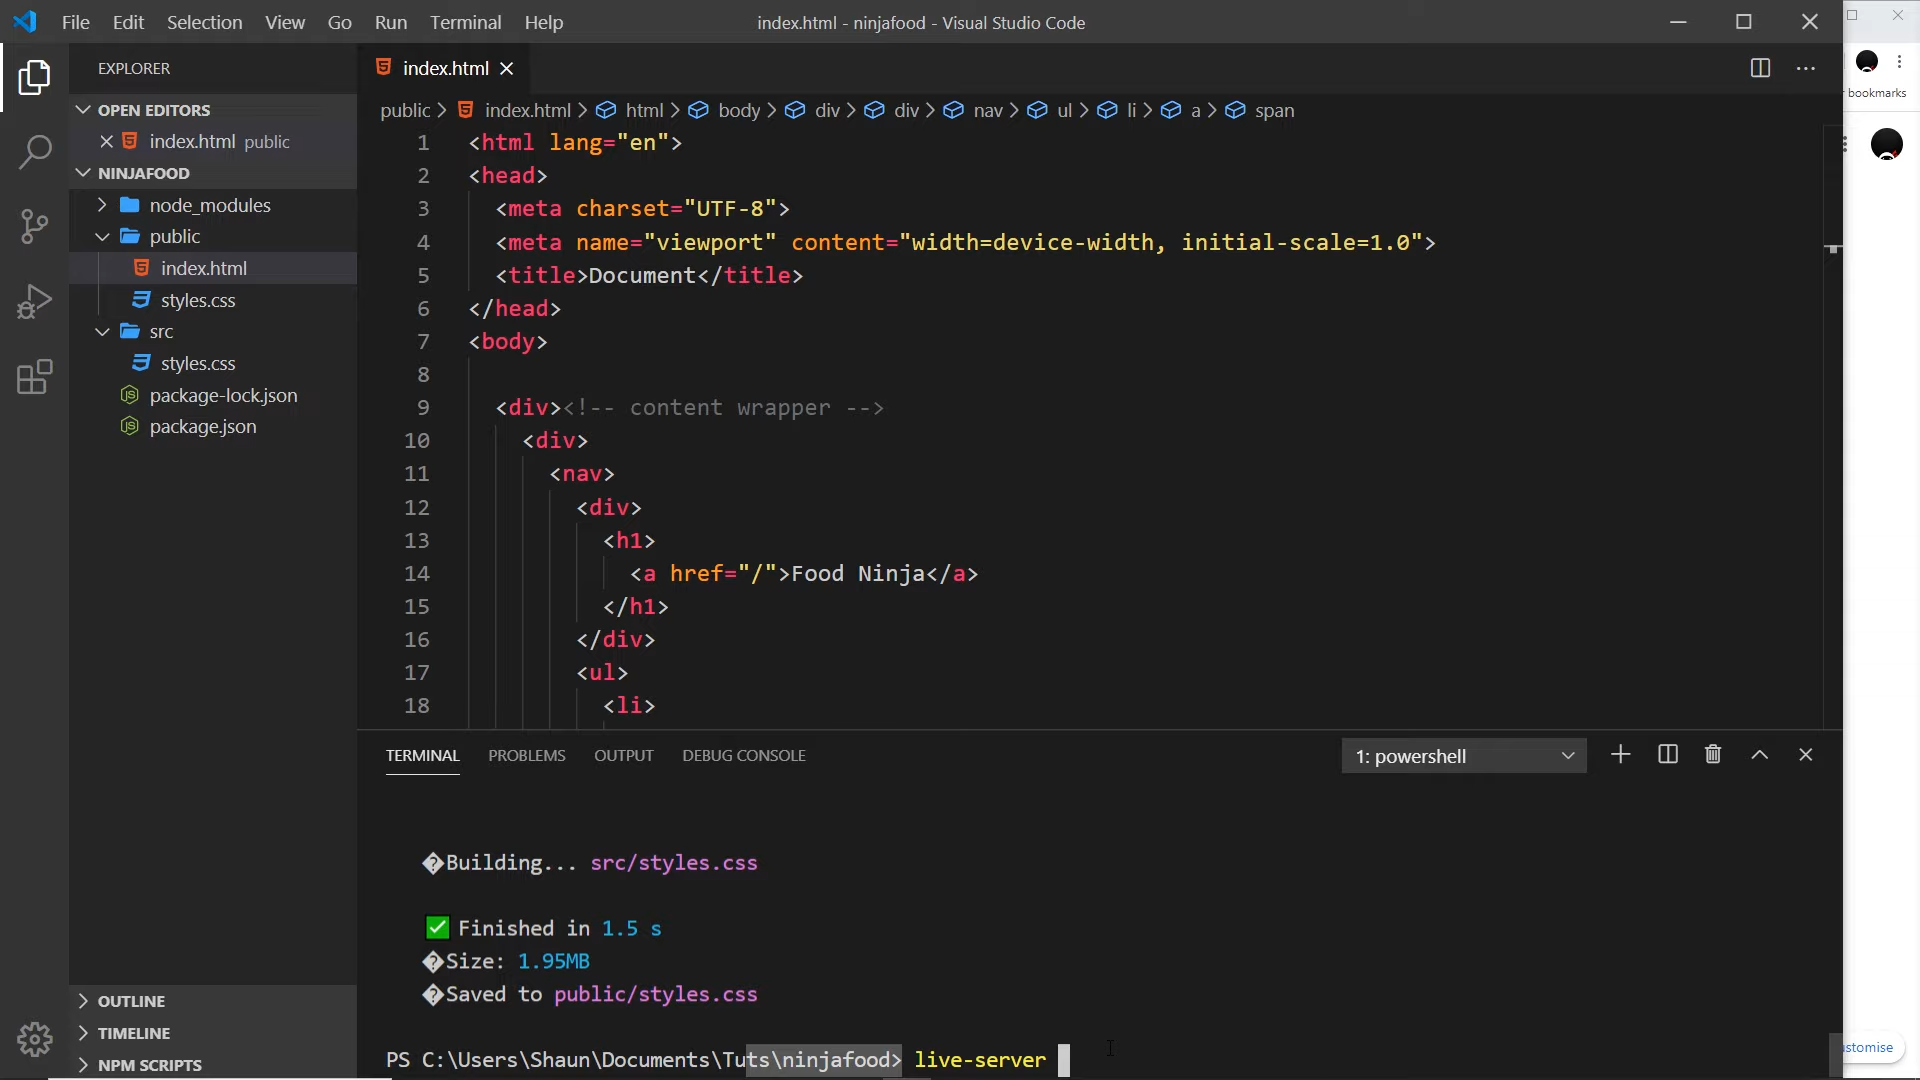 File Edit Selection View Go Run Terminal Help
index.html - ninjafood - Visual Studio Code
EXPLORER
OPEN EDITORS
index.html public
NINJAFOOD
node_modules
public
index.html
styles.css
src
styles.css
package-lock.json
package.json
OUTLINE
TIMELINE
NPM SCRIPTS
index.html
public > index.html > html > body > div > div > nav > ul > li > a > span
1 <html lang="en">
2 <head>
3 <meta charset="UTF-8">
4 <meta name="viewport" content="width=device-width, initial-scale=1.0">
5 <title>Document</title>
6 </head>
7 <body>
8
9 <div><!-- content wrapper -->
10 <div>
11 <nav>
12 <div>
13 <h1>
14 <a href="/">Food Ninja</a>
15 </h1>
16 </div>
17 <ul>
18 <li>
TERMINAL PROBLEMS OUTPUT DEBUG CONSOLE
1: powershell
�Building... src/styles.css
✅ Finished in 1.5 s
�Size: 1.95MB
�Saved to public/styles.css
PS C:\Users\Shaun\Documents\Tuts\ninjafood> live-server
bookmarks
ustomise